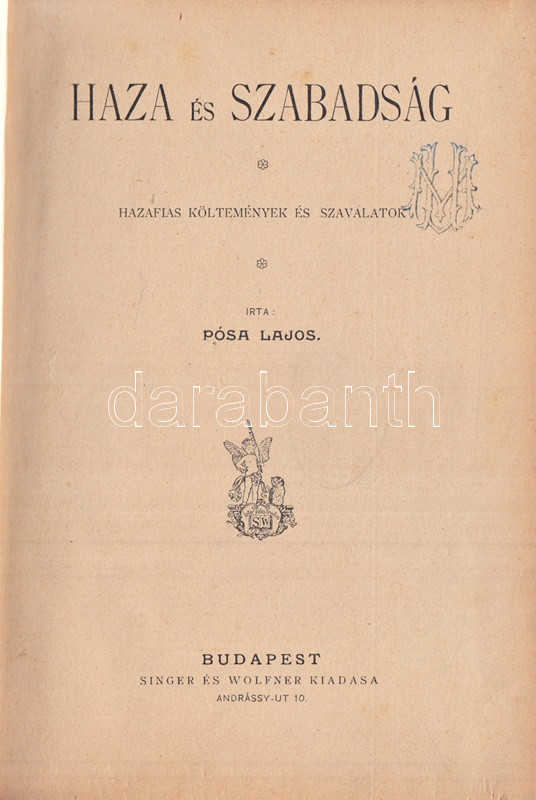 HAZA ÉS SZABADSÁG
HAZAFIAS KÖLTEMÉNYEK ÉS SZAVALATOK
IRTA:
PÓSA LAJOS.
darabanth
SW
BUDAPEST
SINGER ÉS WOLFNER KIADASA
ANDRÁSSY-UT 10.